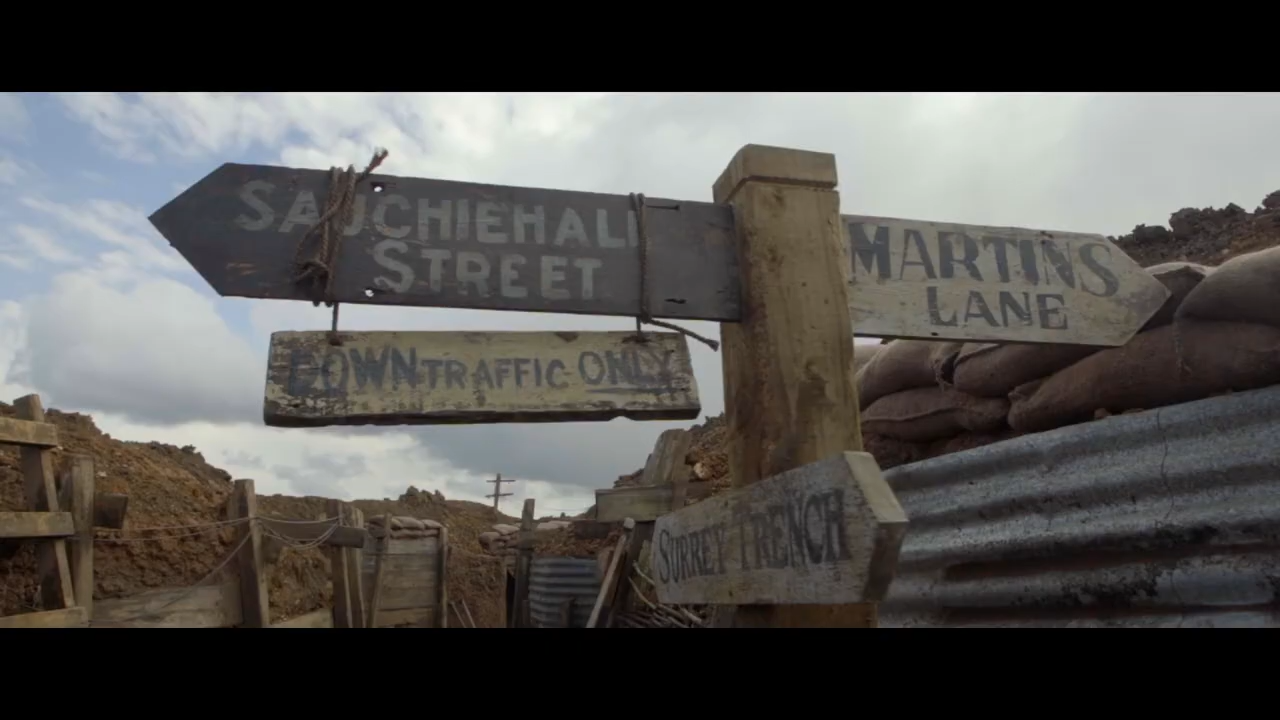 SAUCHIEHALL
STREET
DOWN TRAFFIC ONLY
MARTINS
LANE
SURREY TRENCH